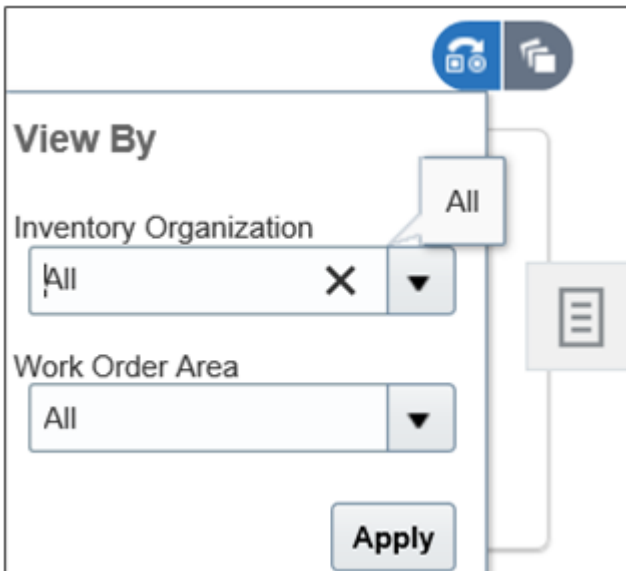 View By
All
Inventory Organization
All
Work Order Area
All
Apply